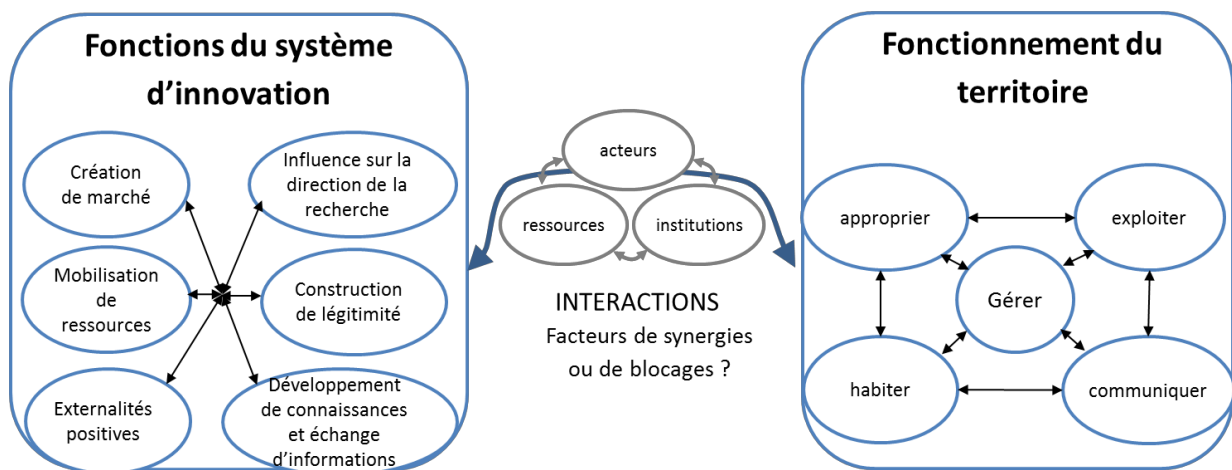 Fonctions du système
d’innovation
Création
de marché
Influence sur la
direction de la
recherche
Mobilisation
de
ressources
Construction
de légitimité
Externalités
positives
Développement
de connaissances
et échange
d’informations
acteurs
ressources
institutions
INTERACTIONS
Facteurs de synergies
ou de blocages ?
Fonctionnement du
territoire
approprier
exploiter
Gérer
habiter
communiquer